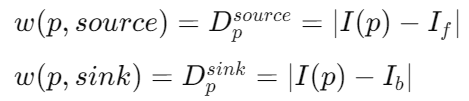 w(p, source) = D_p^{source} = |I(p) − I_f|
w(p, sink) = D_p^{sink} = |I(p) − I_b|